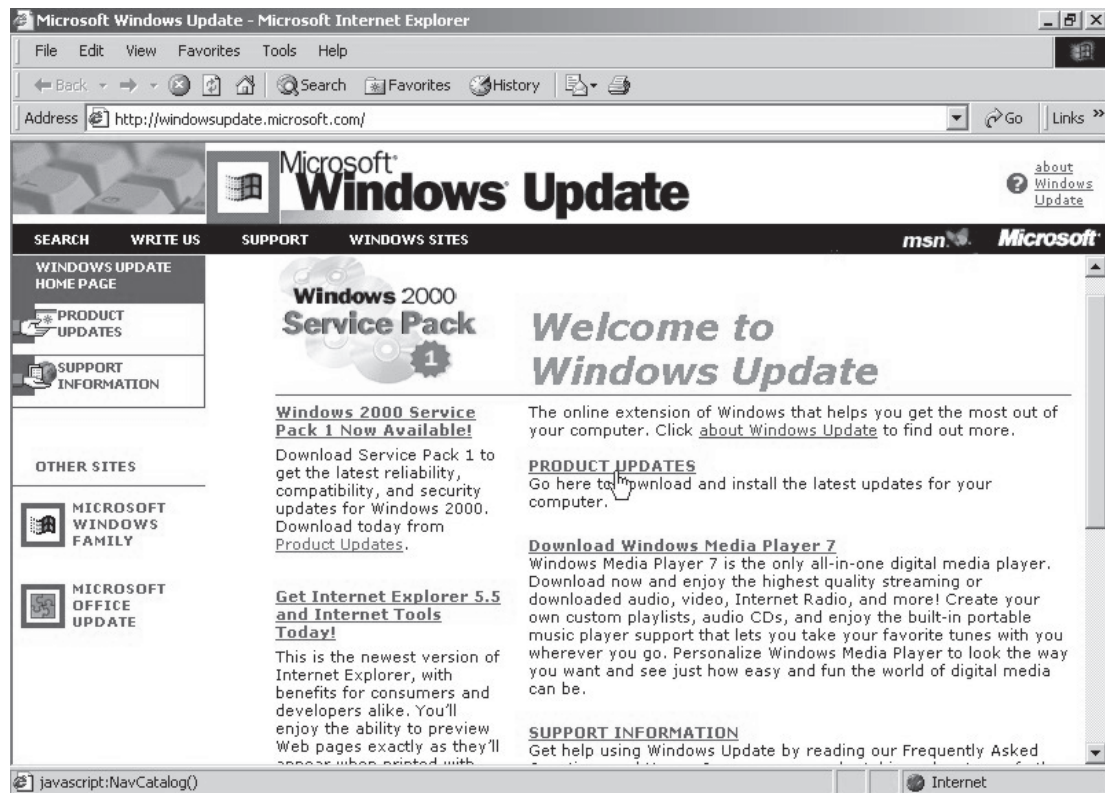 Microsoft Windows Update - Microsoft Internet Explorer
File Edit View Favorites Tools Help
Back Search Favorites History
Address http://windowsupdate.microsoft.com/ Go Links »
Microsoft
Windows Update
about
Windows
Update
SEARCH WRITE US SUPPORT WINDOWS SITES msn Microsoft
WINDOWS UPDATE
HOME PAGE
PRODUCT
UPDATES
SUPPORT
INFORMATION
OTHER SITES
MICROSOFT
WINDOWS
FAMILY
MICROSOFT
OFFICE
UPDATE
Windows 2000
Service Pack
1
Windows 2000 Service
Pack 1 Now Available!
Download Service Pack 1 to
get the latest reliability,
compatibility, and security
updates for Windows 2000.
Download today from
Product Updates.
Get Internet Explorer 5.5
and Internet Tools
Today!
This is the newest version of
Internet Explorer, with
benefits for consumers and
developers alike. You'll
enjoy the ability to preview
Web pages exactly as they'll
appear when printed with
Welcome to
Windows Update
The online extension of Windows that helps you get the most out of
your computer. Click about Windows Update to find out more.
PRODUCT UPDATES
Go here to download and install the latest updates for your
computer.
Download Windows Media Player 7
Windows Media Player 7 is the only all-in-one digital media player.
Download now and enjoy the highest quality streaming or
downloaded audio, video, Internet Radio, and more! Create your
own custom playlists, audio CDs, and enjoy the built-in portable
music player support that lets you take your favorite tunes with you
wherever you go. Personalize Windows Media Player to look the way
you want and see just how easy and fun the world of digital media
can be.
SUPPORT INFORMATION
Get help using Windows Update by reading our Frequently Asked
javascript:NavCatalog() Internet